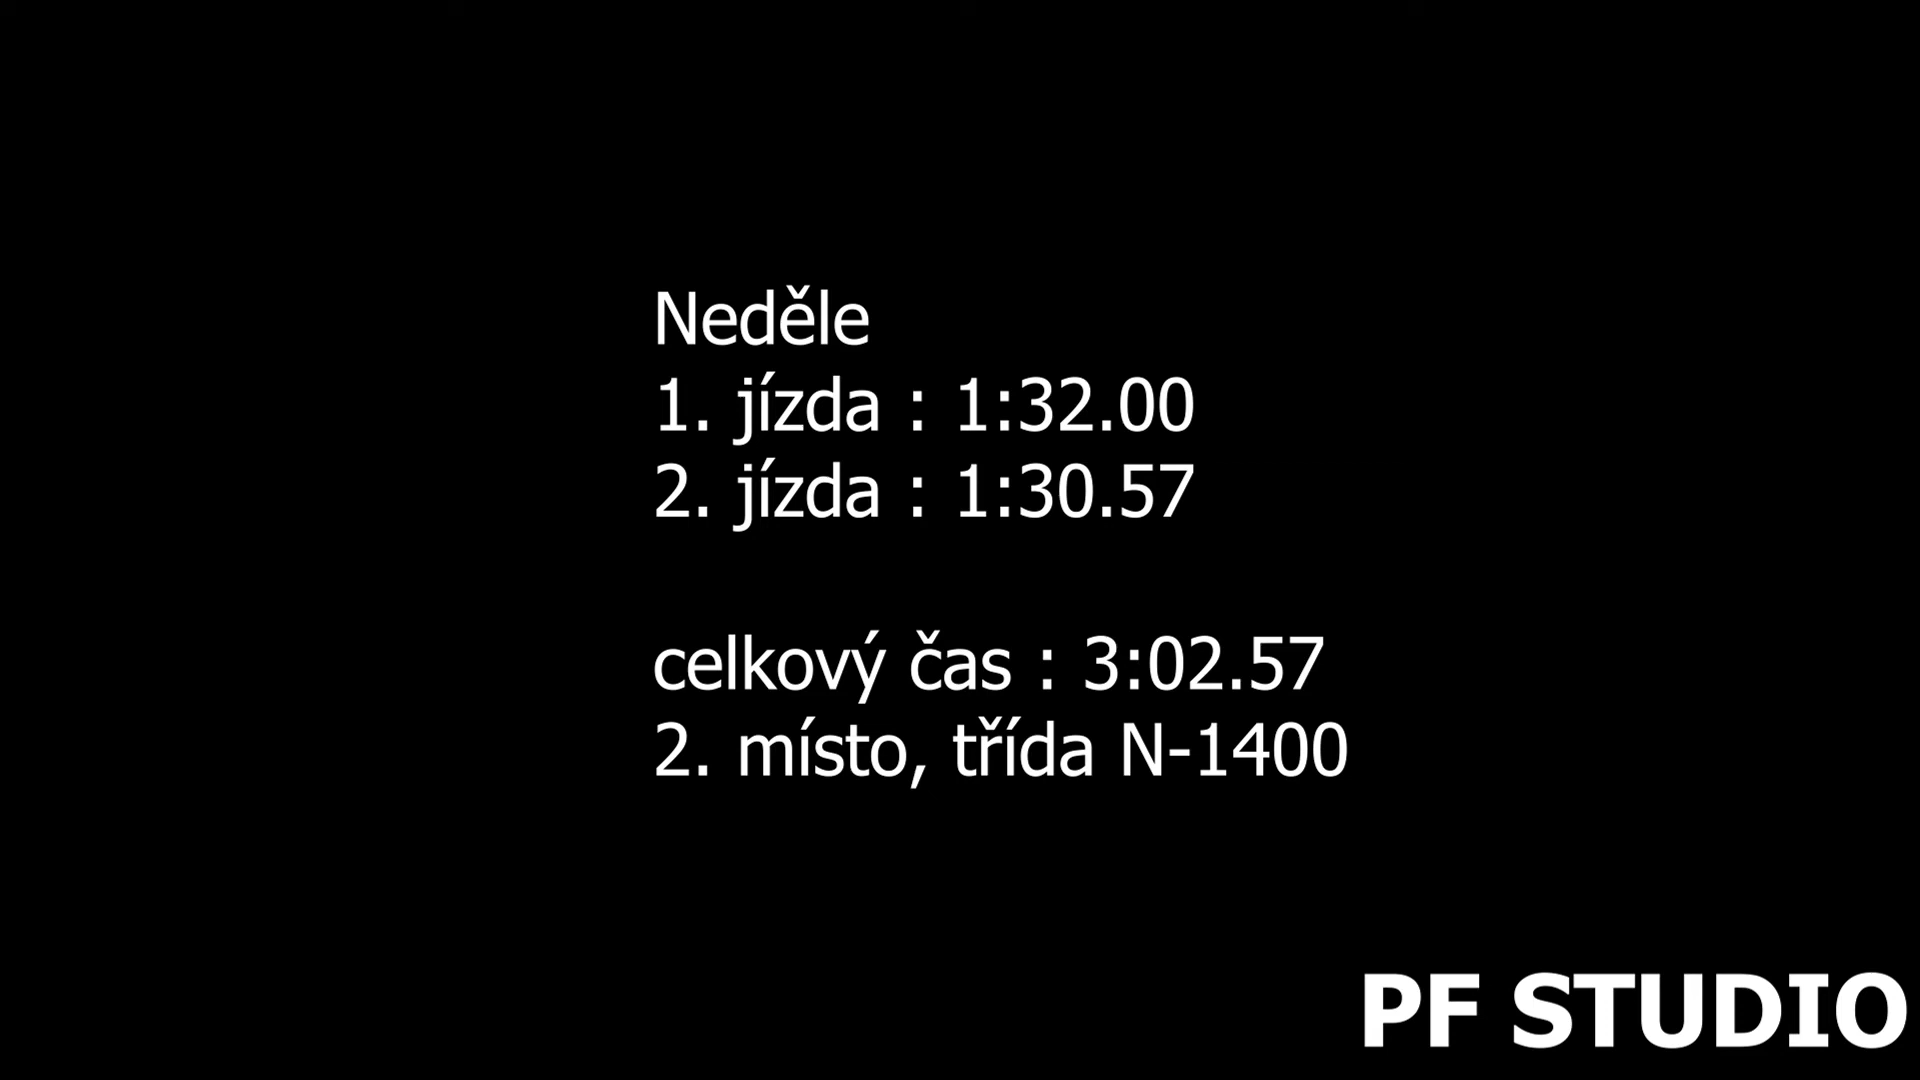 Neděle
1. jízda : 1:32.00
2. jízda : 1:30.57
celkový čas : 3:02.57
2. místo, třída N-1400
PF STUDIO